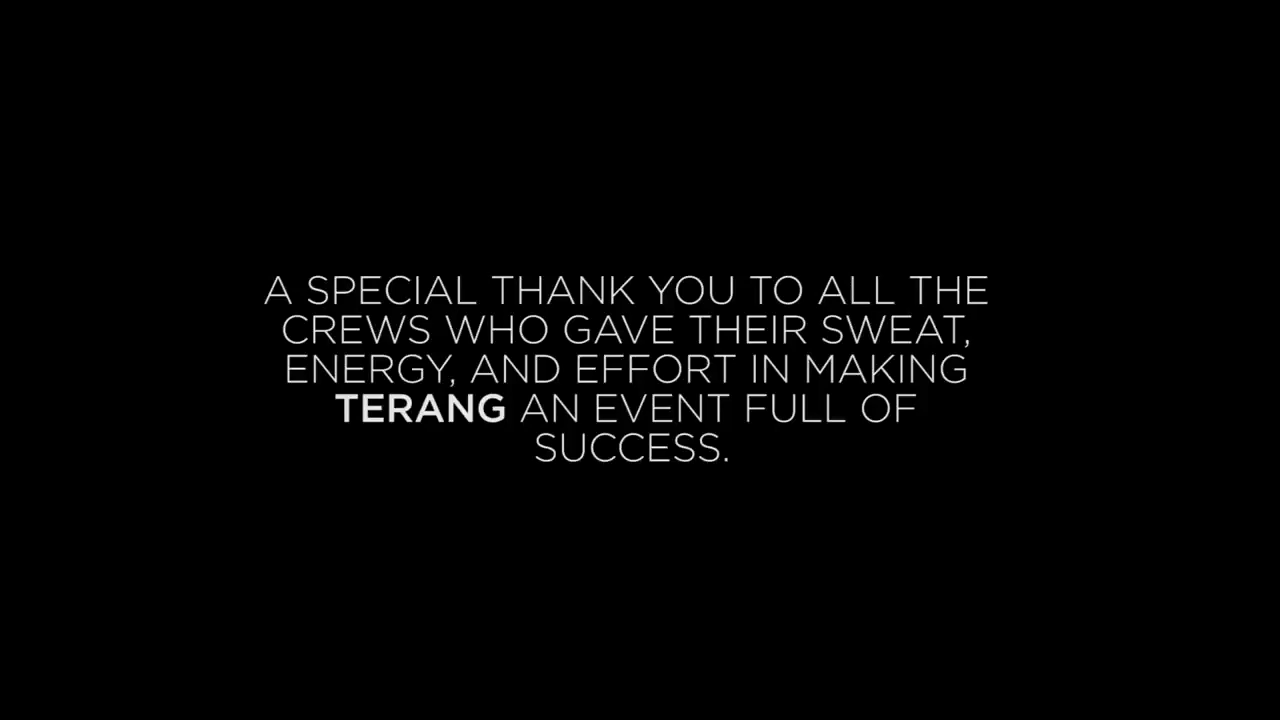 A SPECIAL THANK YOU TO ALL THE
CREWS WHO GAVE THEIR SWEAT,
ENERGY, AND EFFORT IN MAKING
TERANG AN EVENT FULL OF
SUCCESS.